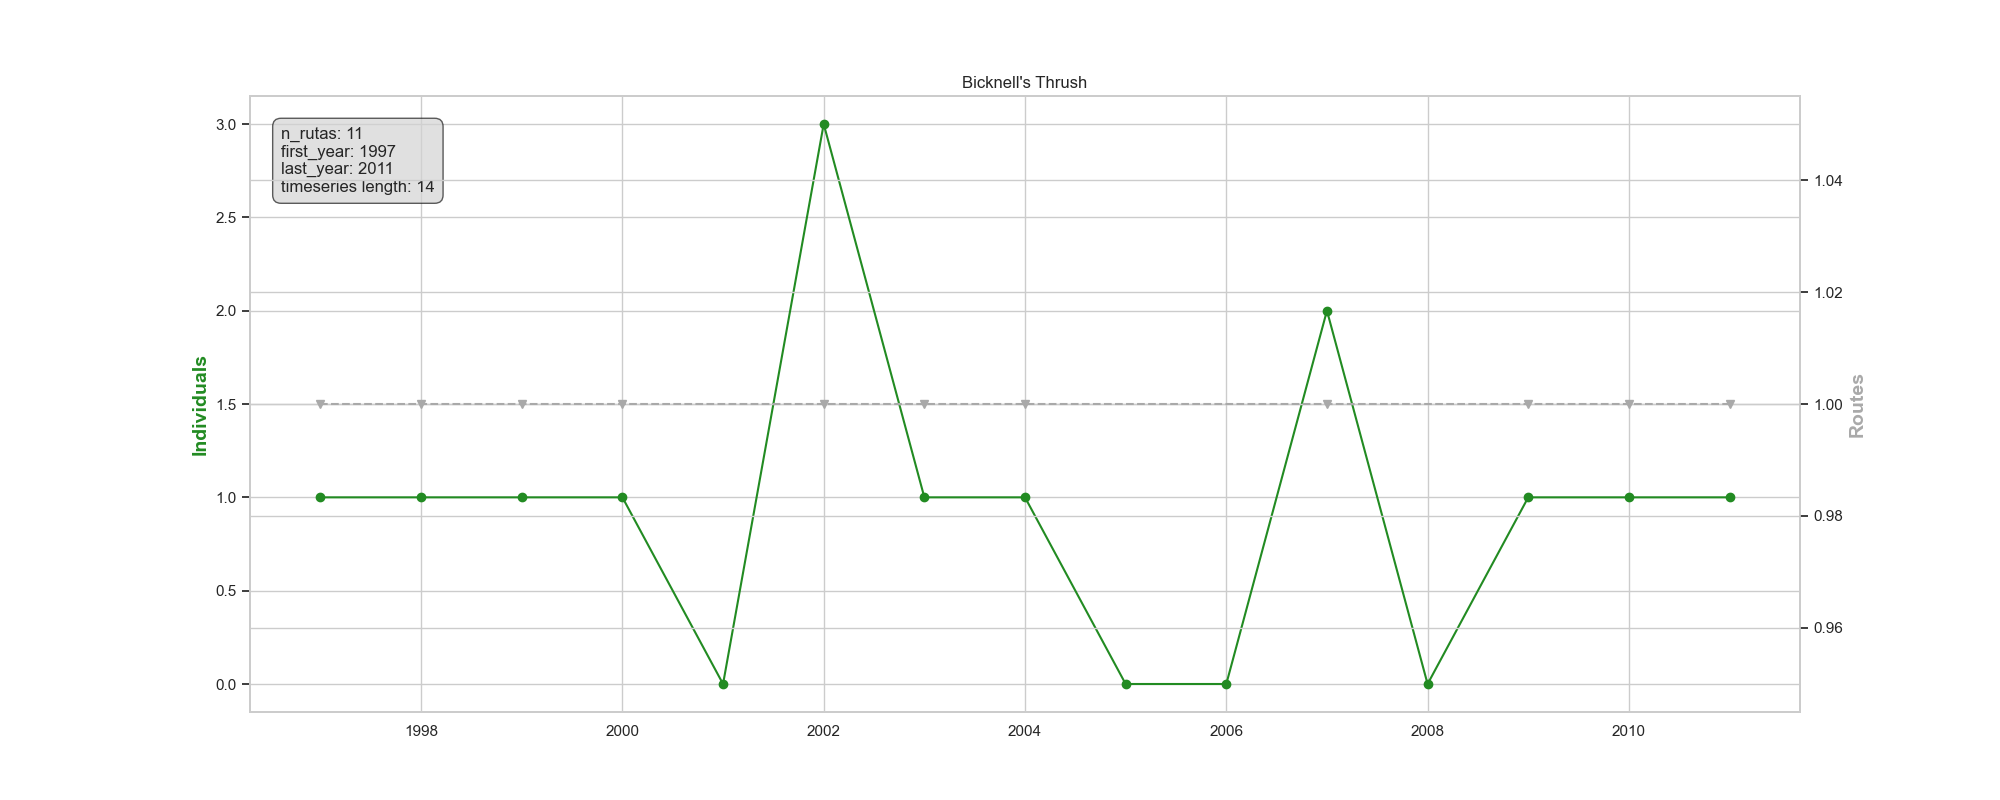 Bicknell's Thrush
n_rutas: 11
first_year: 1997
last_year: 2011
timeseries length: 14
3.0
2.5
2.0
1.5
1.0
0.5
0.0
Individuals
1.04
1.02
1.00
0.98
0.96
Routes
1998 2000 2002 2004 2006 2008 2010